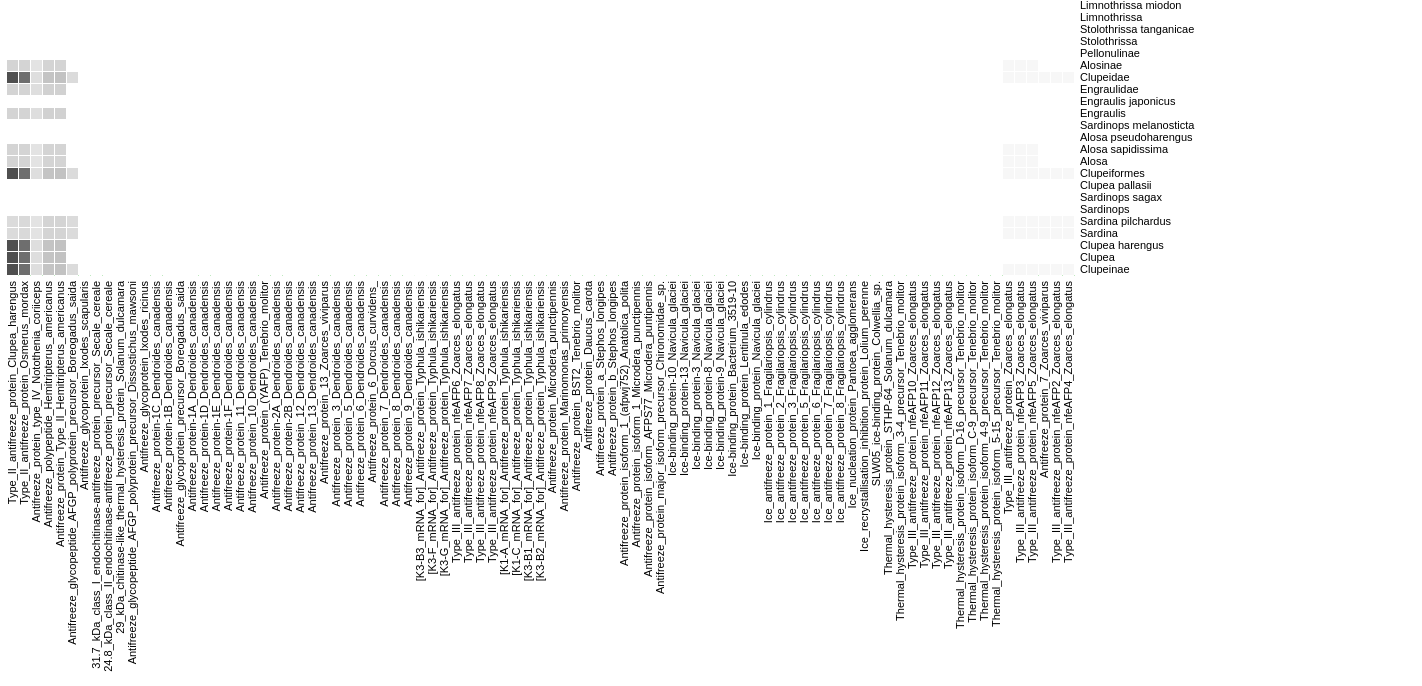 Limnothrissa miodon
Limnothrissa
Stolothrissa tanganicae
Stolothrissa
Pellonulinae
Alosinae
Clupeidae
Engraulidae
Engraulis japonicus
Engraulis
Sardinops melanosticta
Alosa pseudoharengus
Alosa sapidissima
Alosa
Clupeiformes
Clupea pallasii
Sardinops sagax
Sardinops
Sardina pilchardus
Sardina
Clupea harengus
Clupea
Clupeinae
Type_II_antifreeze_protein_Clupea_harengus
Type_II_antifreeze_protein_Osmerus_mordax
Antifreeze_protein_type_IV_Notothenia_coriiceps
Antifreeze_polypeptide_Hemitripterus_americanus
Antifreeze_protein_Type_II_Hemitripterus_americanus
Antifreeze_glycopeptide_AFGP_polyprotein_precursor_Boreogadus_saida
Antifreeze_glycoprotein_Ixodes_scapularis
31.7_kDa_class_I_endochitinase-antifreeze_protein_precursor_Secale_cereale
24.8_kDa_class_II_endochitinase-antifreeze_protein_precursor_Secale_cereale
29_kDa_chitinase-like_thermal_hysteresis_protein_Solanum_dulcamara
Antifreeze_glycopeptide_AFGP_polyprotein_precursor_Dissostichus_mawsoni
Antifreeze_glycoprotein_Ixodes_ricinus
Antifreeze_protein-1C_Dendroides_canadensis
Antifreeze_protein-1B_Dendroides_canadensis
Antifreeze_glycoprotein_precursor_Boreogadus_saida
Antifreeze_protein-1A_Dendroides_canadensis
Antifreeze_protein-1D_Dendroides_canadensis
Antifreeze_protein-1E_Dendroides_canadensis
Antifreeze_protein-1F_Dendroides_canadensis
Antifreeze_protein_11_Dendroides_canadensis
Antifreeze_protein_10_Dendroides_canadensis
Antifreeze_protein_(YAFP)_Tenebrio_molitor
Antifreeze_protein-2A_Dendroides_canadensis
Antifreeze_protein-2B_Dendroides_canadensis
Antifreeze_protein_12_Dendroides_canadensis
Antifreeze_protein_13_Dendroides_canadensis
Antifreeze_protein_13_Zoarces_viviparus
Antifreeze_protein_3_Dendroides_canadensis
Antifreeze_protein_5_Dendroides_canadensis
Antifreeze_protein_6_Dendroides_canadensis
Antifreeze_protein_6_Dorcus_curvidens_
Antifreeze_protein_7_Dendroides_canadensis
Antifreeze_protein_8_Dendroides_canadensis
Antifreeze_protein_9_Dendroides_canadensis
[K3-B3_mRNA_for]_Antifreeze_protein_Typhula_ishikariensis
[K3-F_mRNA_for]_Antifreeze_protein_Typhula_ishikariensis
[K3-G_mRNA_for]_Antifreeze_protein_Typhula_ishikariensis
Type_III_antifreeze_protein_nfeAFP6_Zoarces_elongatus
Type_III_antifreeze_protein_nfeAFP7_Zoarces_elongatus
Type_III_antifreeze_protein_nfeAFP8_Zoarces_elongatus
Type_III_antifreeze_protein_nfeAFP9_Zoarces_elongatus
[K1-A_mRNA_for]_Antifreeze_protein_Typhula_ishikariensis
[K1-C_mRNA_for]_Antifreeze_protein_Typhula_ishikariensis
[K3-B1_mRNA_for]_Antifreeze_protein_Typhula_ishikariensis
[K3-B2_mRNA_for]_Antifreeze_protein_Typhula_ishikariensis
Antifreeze_protein_Microdera_punctipennis
Antifreeze_protein_Marinomonas_primoryensis
Antifreeze_protein_BST2_Tenebrio_molitor
Antifreeze_protein_Daucus_carota
Antifreeze_protein_a_Stephos_longipes
Antifreeze_protein_b_Stephos_longipes
Antifreeze_protein_isoform_1_(afpwj752)_Anatolica_polita
Antifreeze_protein_isoform_1_Microdera_punctipennis
Antifreeze_protein_isoform_AFPS77_Microdera_puntipennis
Antifreeze_protein_major_isoform_precursor_Chironomidae_sp.
Ice-binding_protein-10_Navicula_glaciei
Ice-binding_protein-13_Navicula_glaciei
Ice-binding_protein-3_Navicula_glaciei
Ice-binding_protein-8_Navicula_glaciei
Ice-binding_protein-9_Navicula_glaciei
Ice-binding_protein_Bacterium_3519-10
Ice-binding_protein_Lentinula_edodes
Ice-binding_protein_Navicula_glaciei
Ice_antifreeze_protein_1_Fragilariopsis_cylindrus
Ice_antifreeze_protein_2_Fragilariopsis_cylindrus
Ice_antifreeze_protein_3_Fragilariopsis_cylindrus
Ice_antifreeze_protein_5_Fragilariopsis_cylindrus
Ice_antifreeze_protein_6_Fragilariopsis_cylindrus
Ice_antifreeze_protein_7_Fragilariopsis_cylindrus
Ice_antifreeze_protein_8_Fragilariopsis_cylindrus
Ice_nucleation_protein_Pantoea_agglomerans
Ice_recrystallisation_inhibition_protein_Lolium_perenne
SLW05_ice-binding_protein_Colwellia_sp.
Thermal_hysteresis_protein_STHP-64_Solanum_dulcamara
Thermal_hysteresis_protein_isoform_3-4_precursor_Tenebrio_molitor
Type_III_antifreeze_protein_nfeAFP10_Zoarces_elongatus
Type_III_antifreeze_protein_nfeAFP11_Zoarces_elongatus
Type_III_antifreeze_protein_nfeAFP12_Zoarces_elongatus
Type_III_antifreeze_protein_nfeAFP13_Zoarces_elongatus
Thermal_hysteresis_protein_isoform_D-16_precursor_Tenebrio_molitor
Thermal_hysteresis_protein_isoform_C-9_precursor_Tenebrio_molitor
Thermal_hysteresis_protein_isoform_4-9_precursor_Tenebrio_molitor
Thermal_hysteresis_protein_isoform_5-15_precursor_Tenebrio_molitor
Type_III_antifreeze_protein_nfeAFP1_Zoarces_elongatus
Type_III_antifreeze_protein_nfeAFP3_Zoarces_elongatus
Type_III_antifreeze_protein_nfeAFP5_Zoarces_elongatus
Antifreeze_protein_7_Zoarces_viviparus
Type_III_antifreeze_protein_nfeAFP2_Zoarces_elongatus
Type_III_antifreeze_protein_nfeAFP4_Zoarces_elongatus